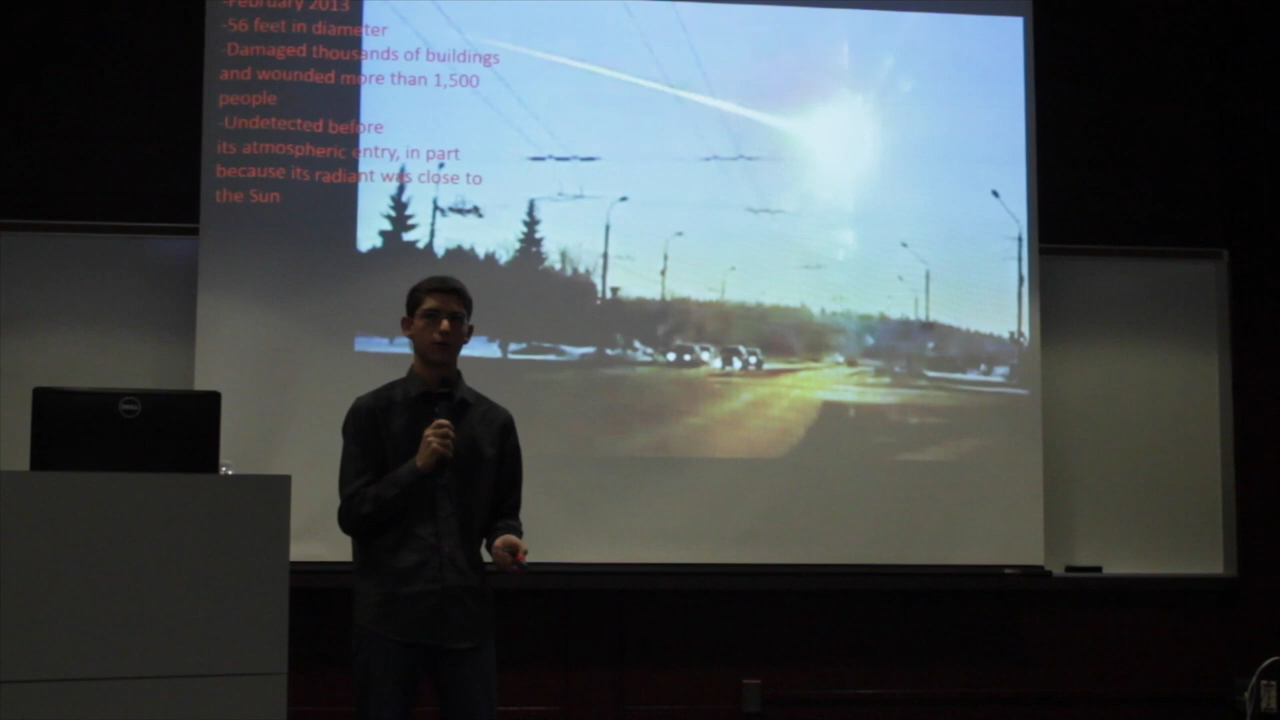 -February 2013
-56 feet in diameter
-Damaged thousands of buildings
and wounded more than 1,500
people
-Undetected before
its atmospheric entry, in part
because its radiant was close to
the Sun
DELL